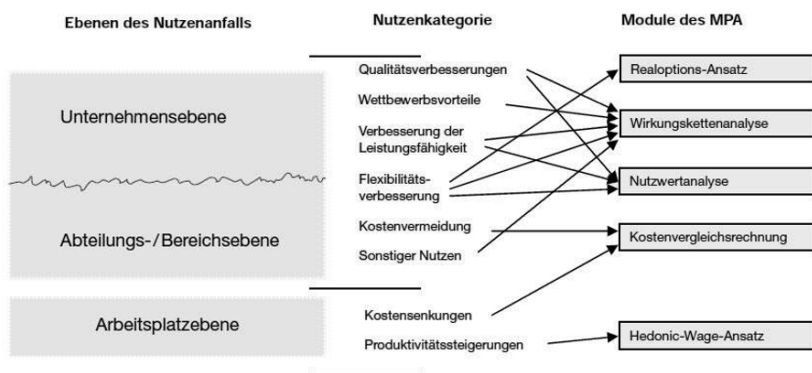 Ebenen des Nutzenanfalls
Nutzenkategorie
Module des MPA
Unternehmensebene
Abteilungs-/Bereichsebene
Arbeitsplatzebene
Qualitätsverbesserungen
Wettbewerbsvorteile
Verbesserung der
Leistungsfähigkeit
Flexibilitäts-
verbesserung
Kostenvermeidung
Sonstiger Nutzen
Kostensenkungen
Produktivitätssteigerungen
Realoptions-Ansatz
Wirkungskettenanalyse
Nutzwertanalyse
Kostenvergleichsrechnung
Hedonic-Wage-Ansatz